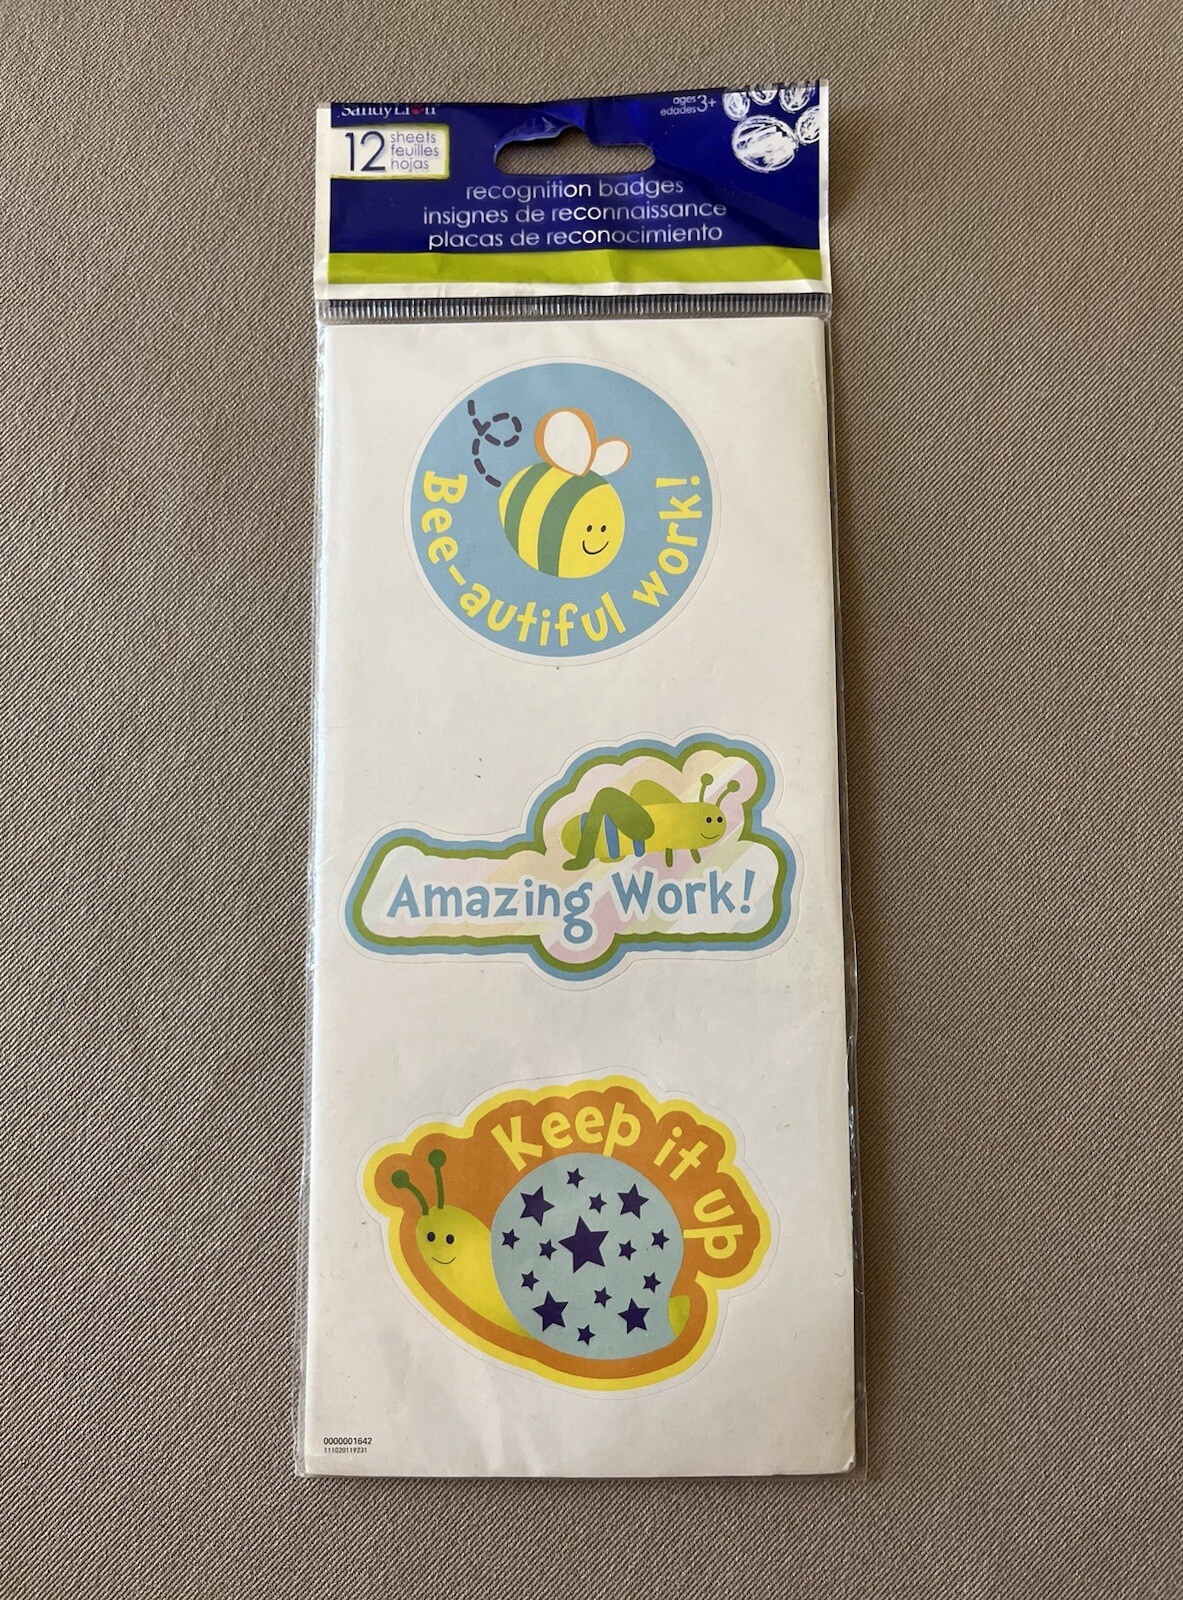 SandyLion
ages 3+
edades
12 sheets
feuilles
hojas
recognition badges
insignes de reconnaissance
placas de reconocimiento
Bee-autiful work!
Amazing Work!
Keep it up
0000001642
111020119231